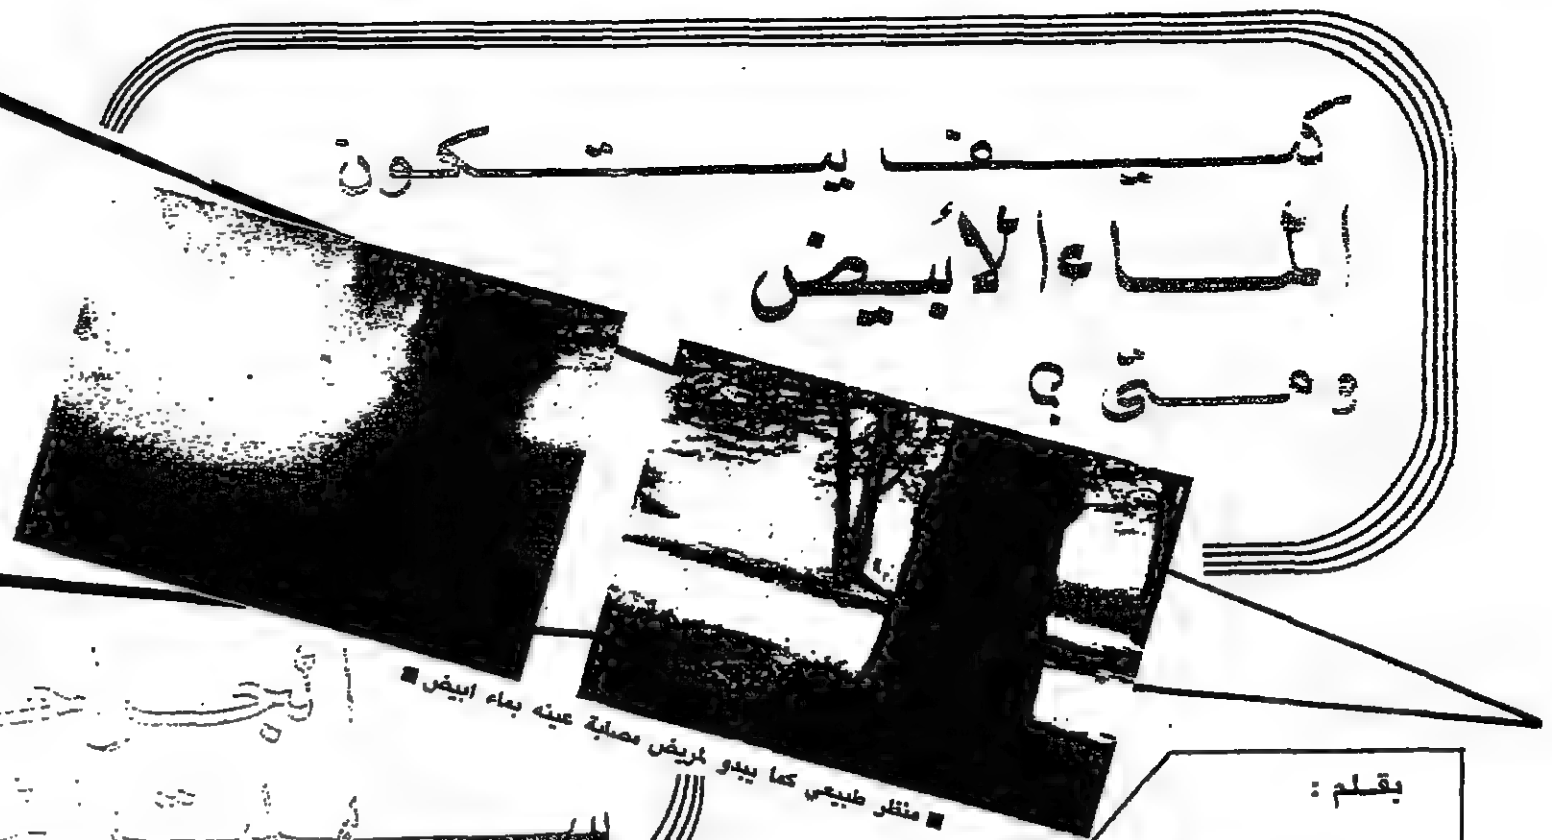 كيف يتكون
الماء الأبيض
ومتى ؟
■ منظر طبيعي كما يبدو لمريض مصابة عينه بماء ابيض ■
بقلم :